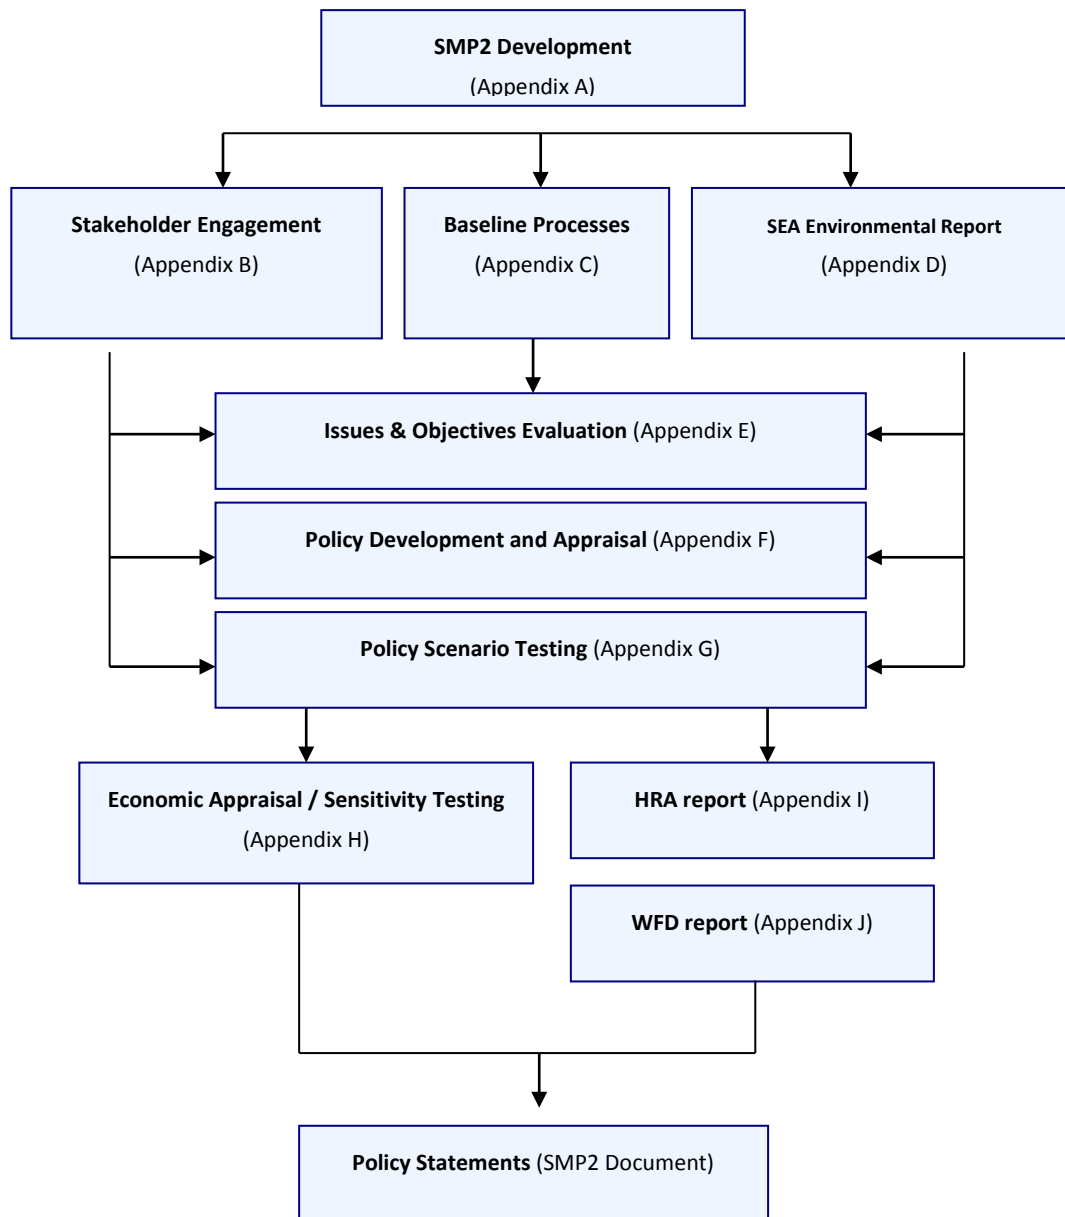 SMP2 Development
(Appendix A)
Stakeholder Engagement
(Appendix B)
Baseline Processes
(Appendix C)
SEA Environmental Report
(Appendix D)
Issues & Objectives Evaluation (Appendix E)
Policy Development and Appraisal (Appendix F)
Policy Scenario Testing (Appendix G)
Economic Appraisal / Sensitivity Testing
(Appendix H)
HRA report (Appendix I)
WFD report (Appendix J)
Policy Statements (SMP2 Document)